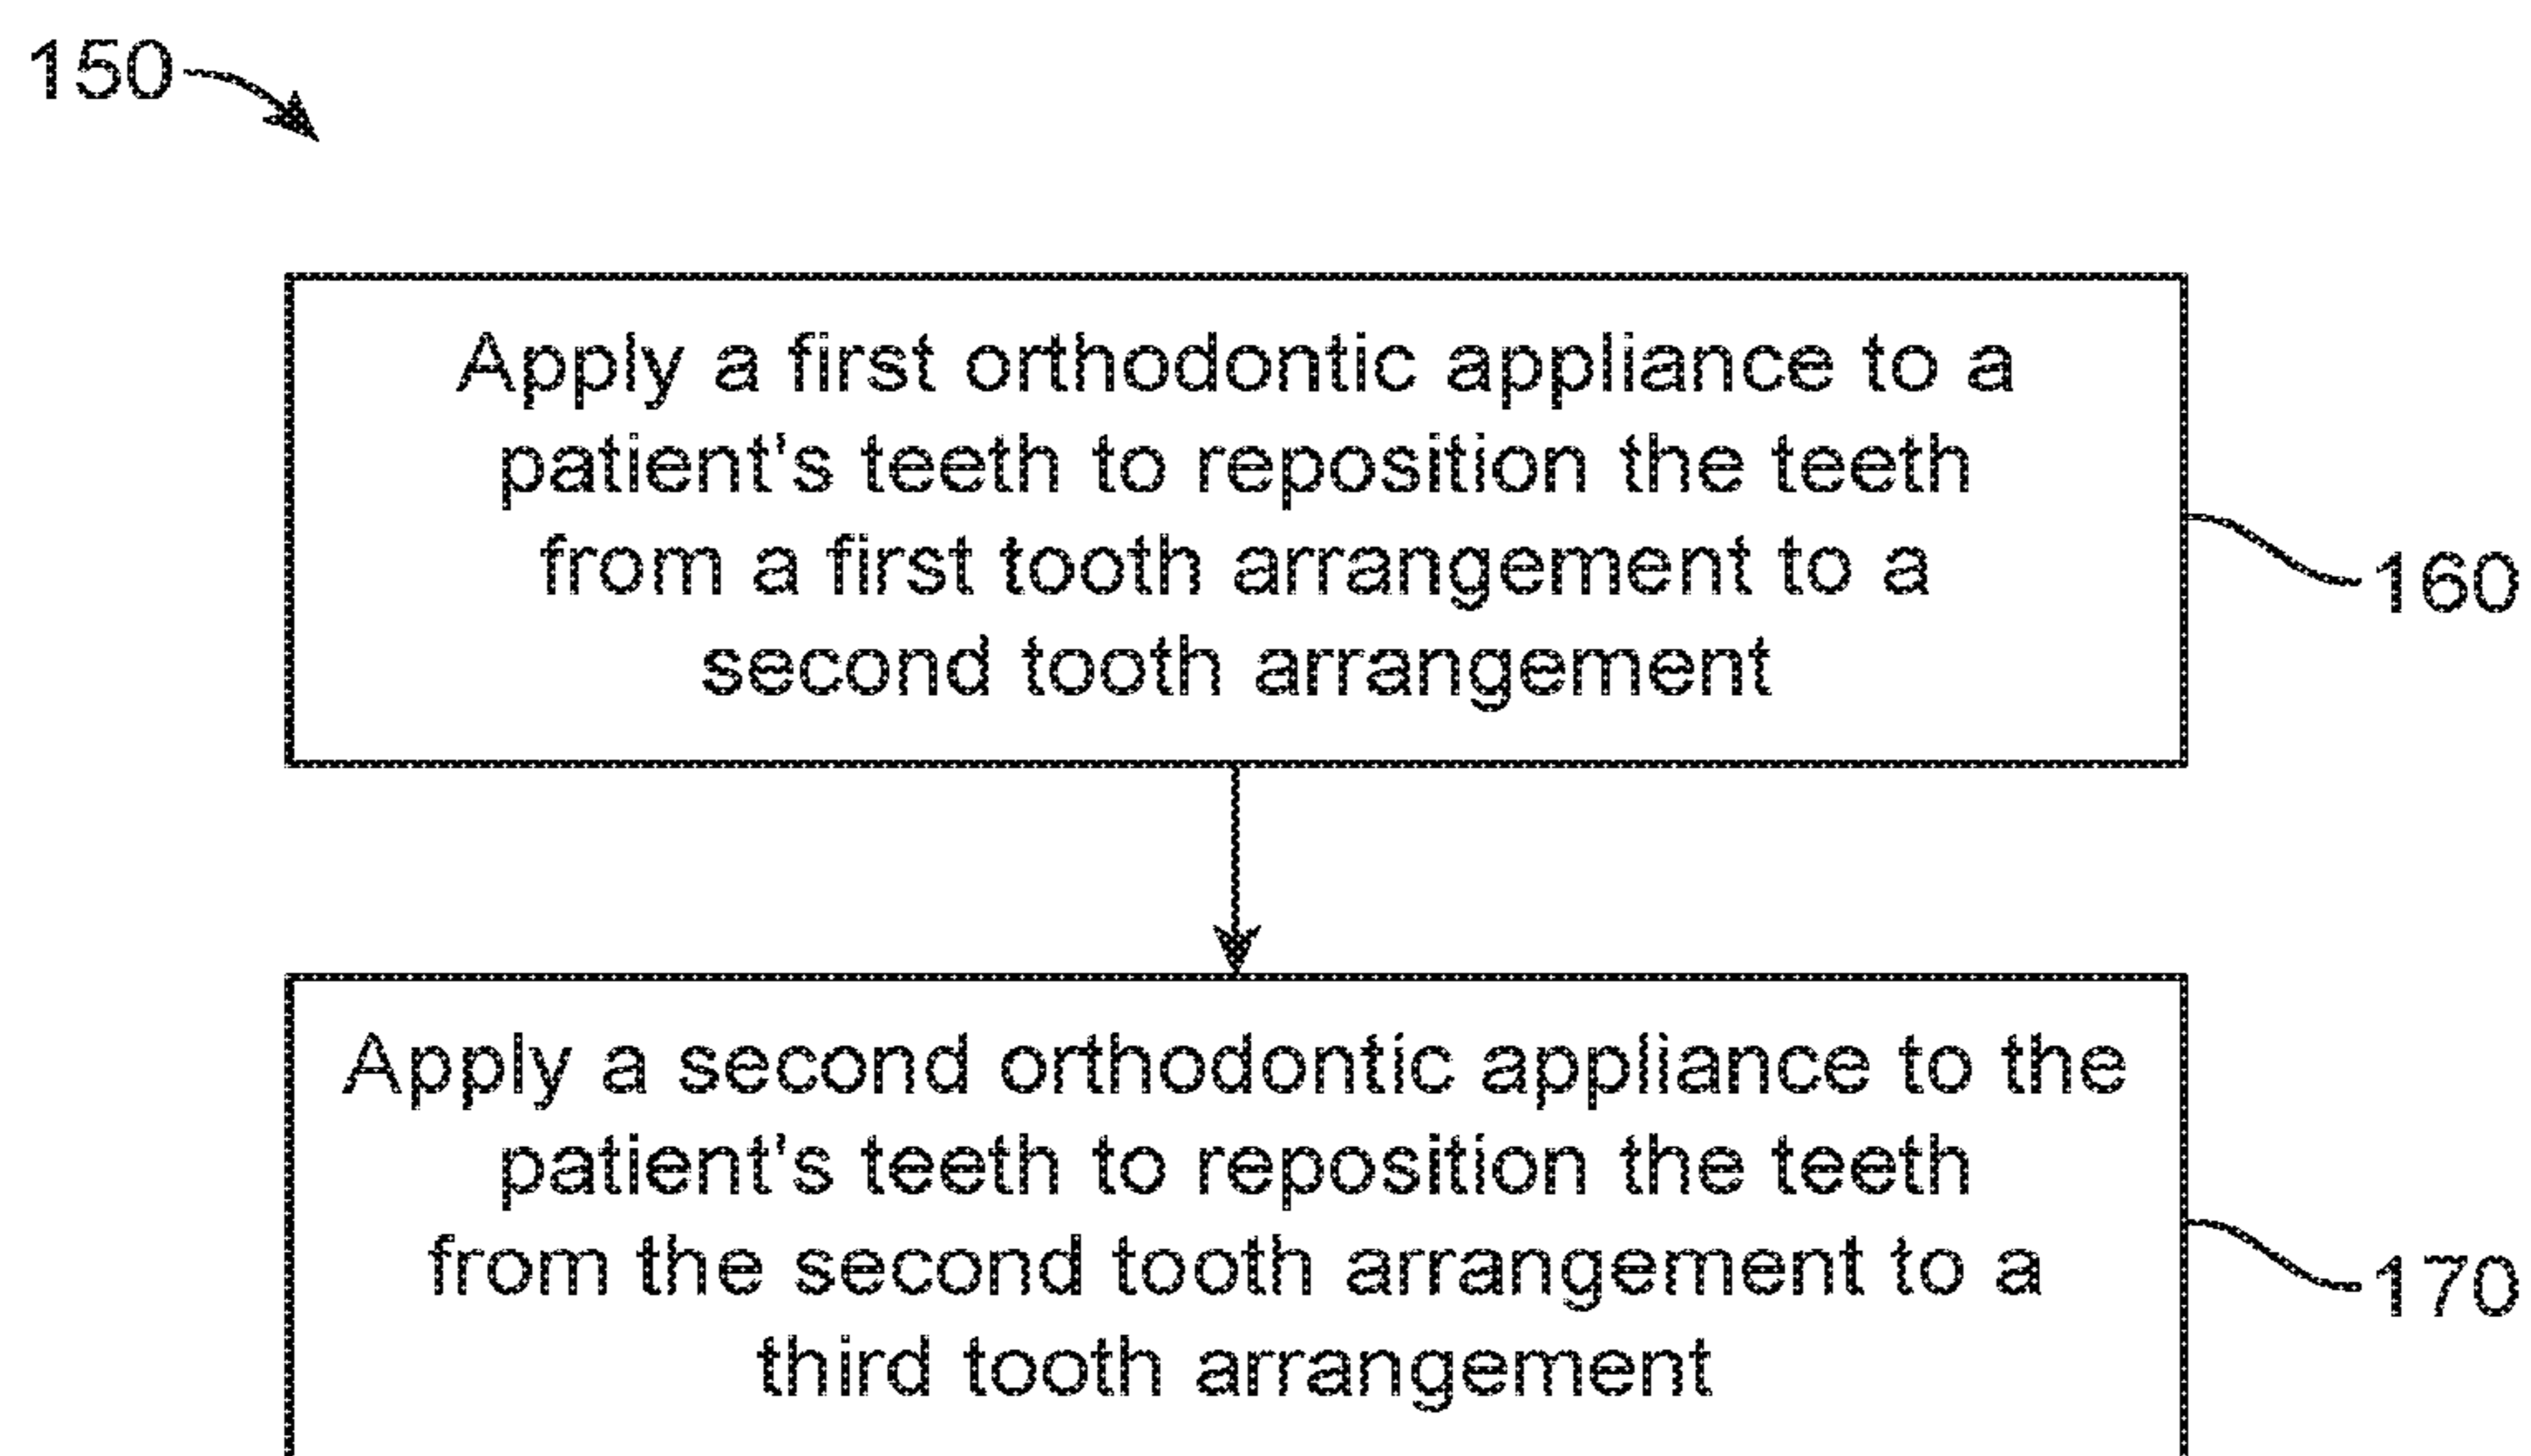 150
Apply a first orthodontic appliance to a
patient's teeth to reposition the teeth
from a first tooth arrangement to a
second tooth arrangement
160
Apply a second orthodontic appliance to the
patient's teeth to reposition the teeth
from the second tooth arrangement to a
third tooth arrangement
170